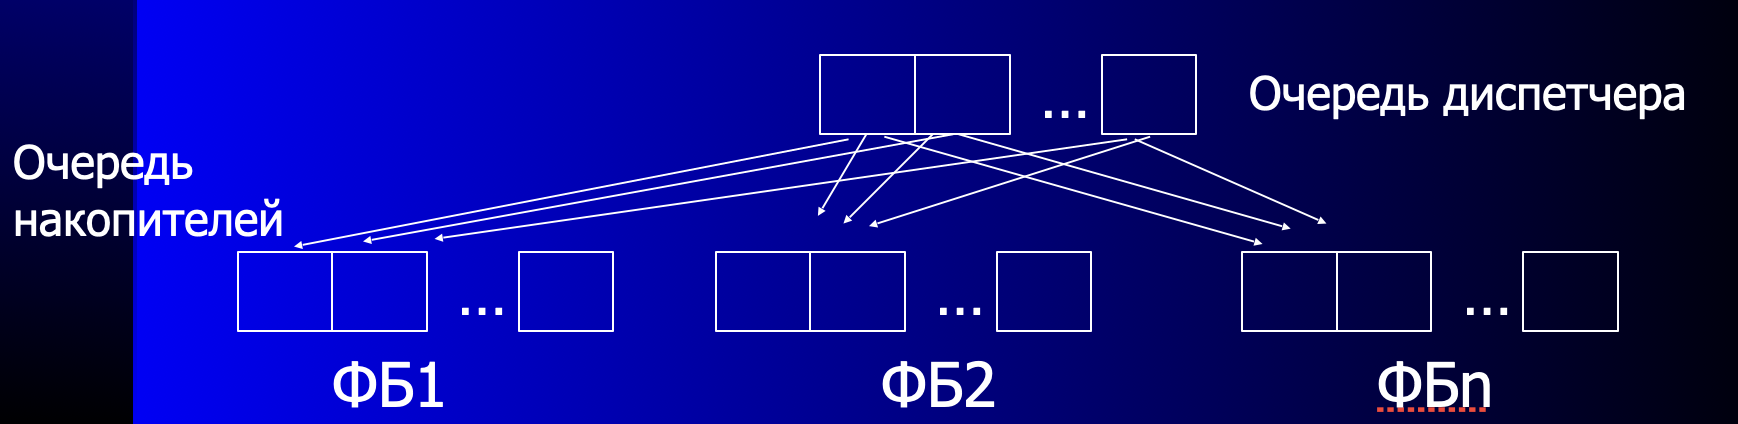 Очередь диспетчера
...
Очередь
накопителей
... ... ...
ФБ1 ФБ2 ФБn